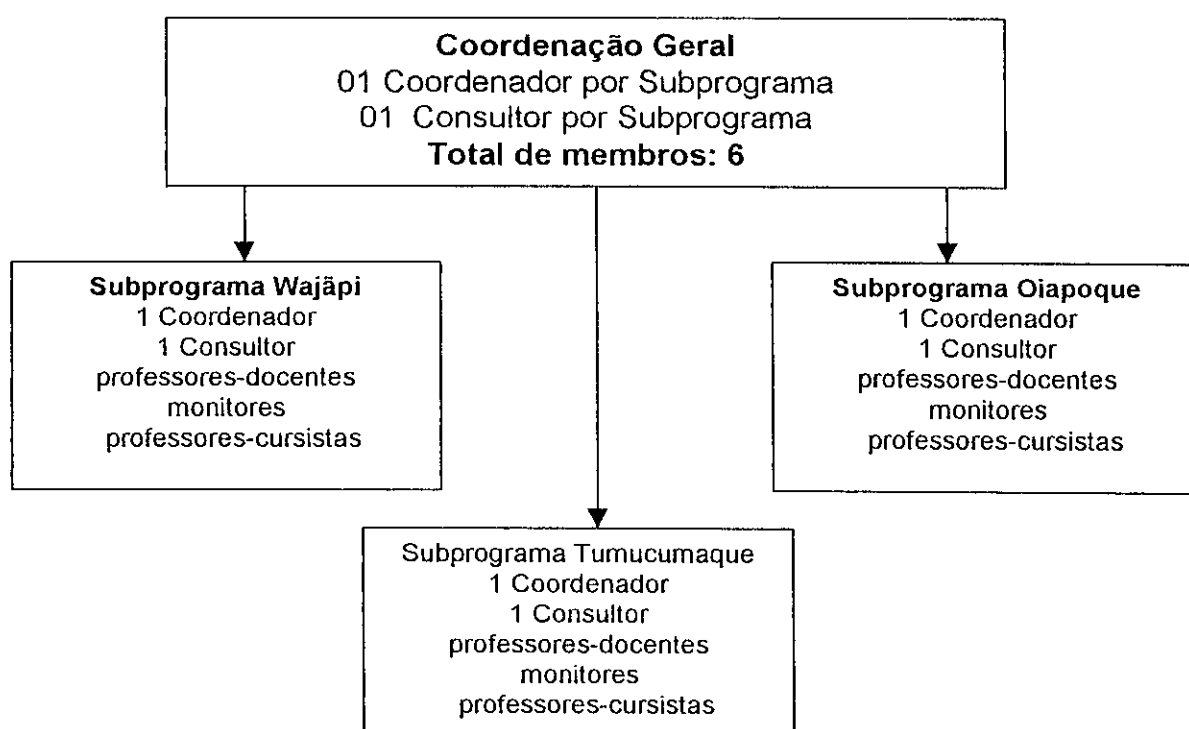 Coordenação Geral
01 Coordenador por Subprograma
01 Consultor por Subprograma
Total de membros: 6
Subprograma Wajãpi
1 Coordenador
1 Consultor
professores-docentes
monitores
professores-cursistas
Subprograma Oiapoque
1 Coordenador
1 Consultor
professores-docentes
monitores
professores-cursistas
Subprograma Tumucumaque
1 Coordenador
1 Consultor
professores-docentes
monitores
professores-cursistas